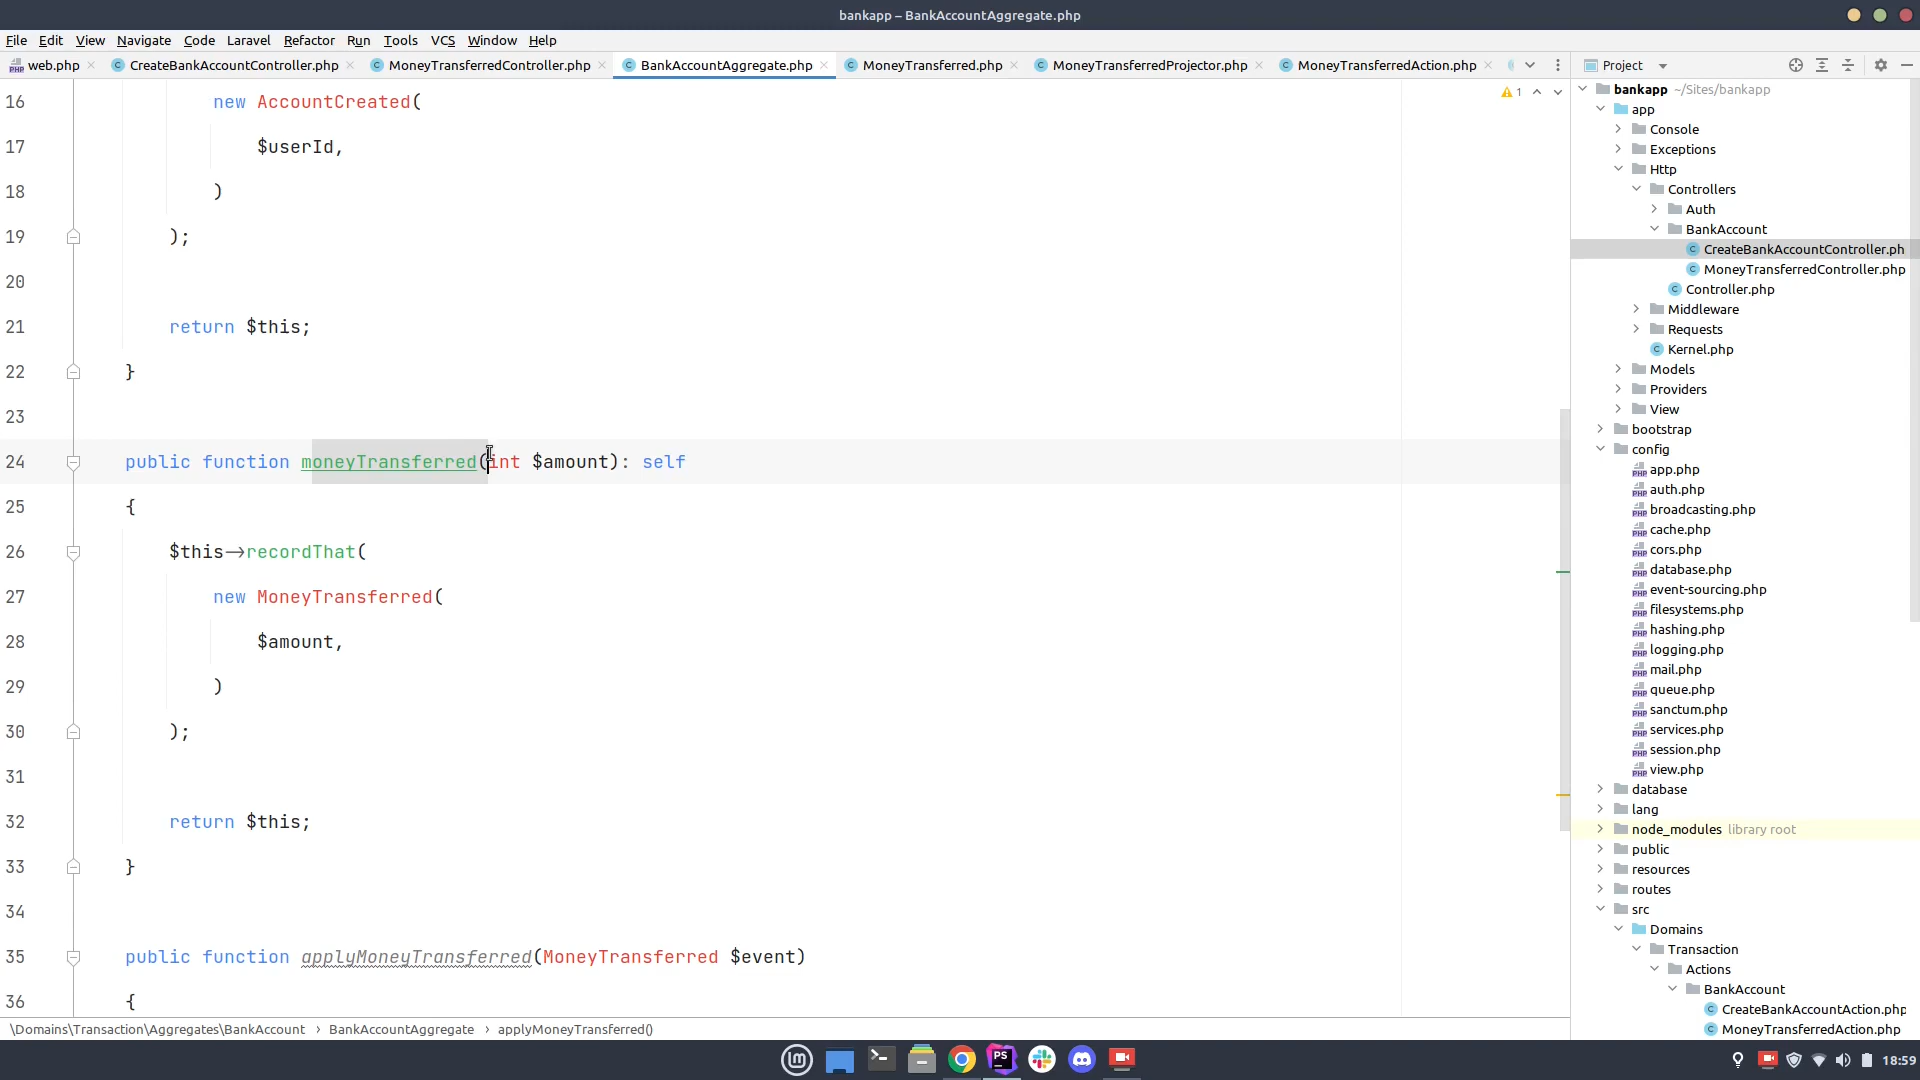 bankapp – BankAccountAggregate.php
File Edit View Navigate Code Laravel Refactor Run Tools VCS Window Help
web.php CreateBankAccountController.php MoneyTransferredController.php BankAccountAggregate.php MoneyTransferred.php MoneyTransferredProjector.php MoneyTransferredAction.php
16 new AccountCreated(
17 $userId,
18 )
19 );
20
21 return $this;
22 }
23
24 public function moneyTransferred(int $amount): self
25 {
26 $this->recordThat(
27 new MoneyTransferred(
28 $amount,
29 )
30 );
31
32 return $this;
33 }
34
35 public function applyMoneyTransferred(MoneyTransferred $event)
36 {
1
Project
bankapp ~/Sites/bankapp
app
Console
Exceptions
Http
Controllers
Auth
BankAccount
CreateBankAccountController.ph
MoneyTransferredController.php
Controller.php
Middleware
Requests
Kernel.php
Models
Providers
View
bootstrap
config
app.php
auth.php
broadcasting.php
cache.php
cors.php
database.php
event-sourcing.php
filesystems.php
hashing.php
logging.php
mail.php
queue.php
sanctum.php
services.php
session.php
view.php
database
lang
node_modules library root
public
resources
routes
src
Domains
Transaction
Actions
BankAccount
CreateBankAccountAction.php
MoneyTransferredAction.php
\Domains\Transaction\Aggregates\BankAccount › BankAccountAggregate › applyMoneyTransferred()
18:59